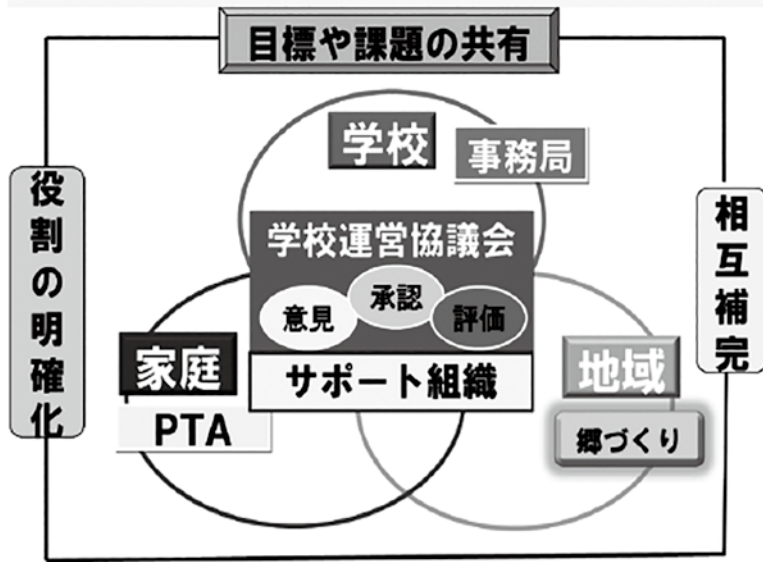 目標や課題の共有
学校
事務局
役割の明確化
相互補完
学校運営協議会
意見
承認
評価
サポート組織
家庭
PTA
地域
郷づくり